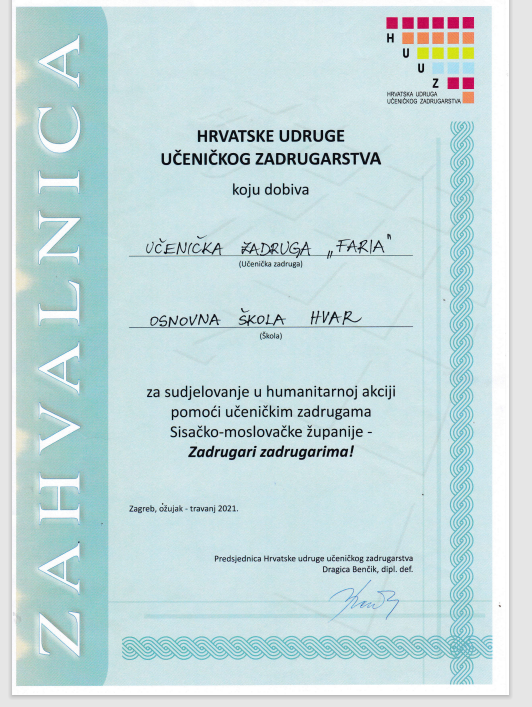 ZAHVALNICA
H
U
U
Z
HRVATSKA UDRUGA
UČENIČKOG ZADRUGARSTVA
HRVATSKE UDRUGE
UČENIČKOG ZADRUGARSTVA
koju dobiva
UČENIČKA ZADRUGA „FARIA"
(Učenička zadruga)
OSNOVNA ŠKOLA HVAR
(Škola)
za sudjelovanje u humanitarnoj akciji
pomoći učeničkim zadrugama
Sisačko-moslovačke županije -
Zadrugari zadrugarima!
Zagreb, ožujak - travanj 2021.
Predsjednica Hrvatske udruge učeničkog zadrugarstva
Dragica Benčik, dipl. def.